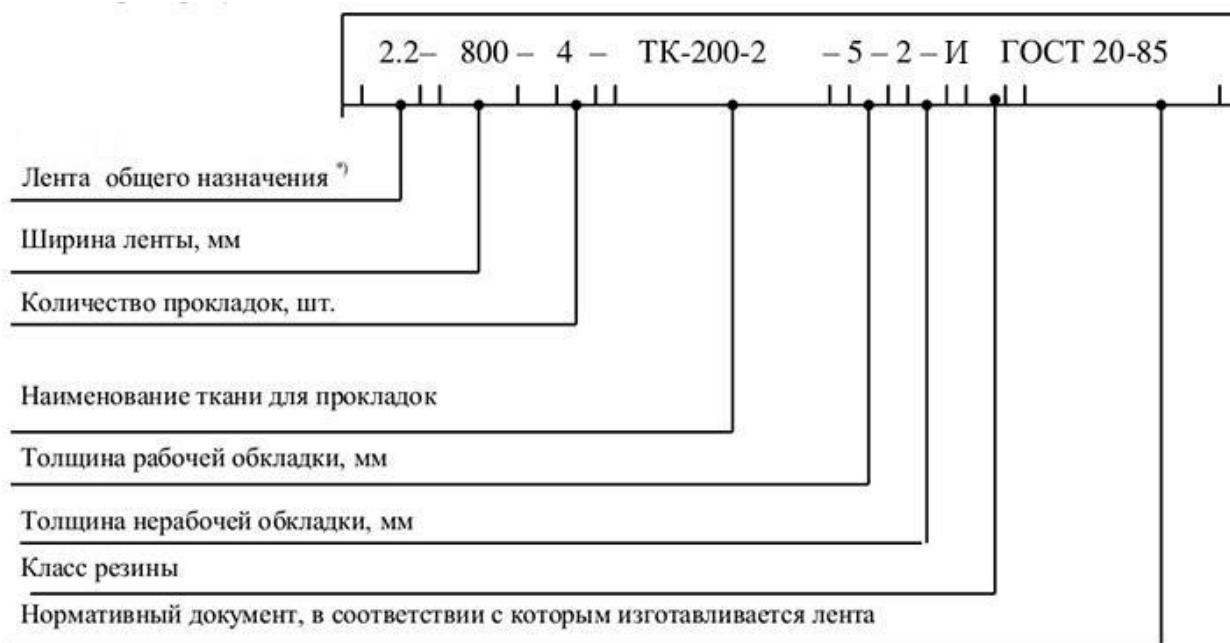 2.2– 800 – 4 – ТК-200-2 – 5 – 2 – И ГОСТ 20-85
Лента общего назначения *)
Ширина ленты, мм
Количество прокладок, шт.
Наименование ткани для прокладок
Толщина рабочей обкладки, мм
Толщина нерабочей обкладки, мм
Класс резины
Нормативный документ, в соответствии с которым изготавливается лента